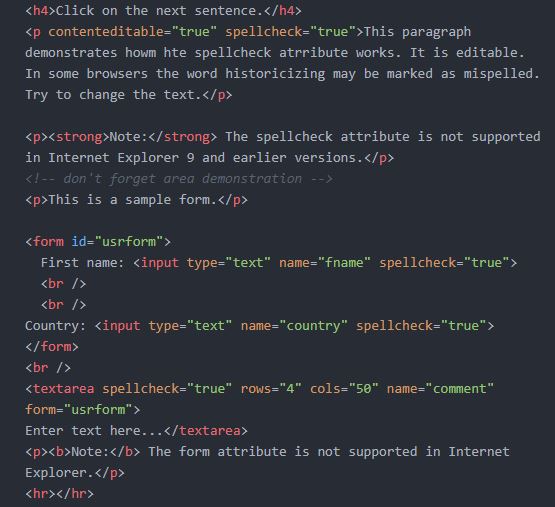 <h4>Click on the next sentence.</h4>
<p contenteditable="true" spellcheck="true">This paragraph
demonstrates howm hte spellcheck atrribute works. It is editable.
In some browsers the word historicizing may be marked as mispelled.
Try to change the text.</p>

<p><strong>Note:</strong> The spellcheck attribute is not supported
in Internet Explorer 9 and earlier versions.</p>
<!-- don't forget area demonstration -->
<p>This is a sample form.</p>

<form id="usrform">
  First name: <input type="text" name="fname" spellcheck="true">
  <br />
  <br />
Country: <input type="text" name="country" spellcheck="true">
</form>
<br />
<textarea spellcheck="true" rows="4" cols="50" name="comment"
form="usrform">
Enter text here...</textarea>
<p><b>Note:</b> The form attribute is not supported in Internet
Explorer.</p>
<hr></hr>